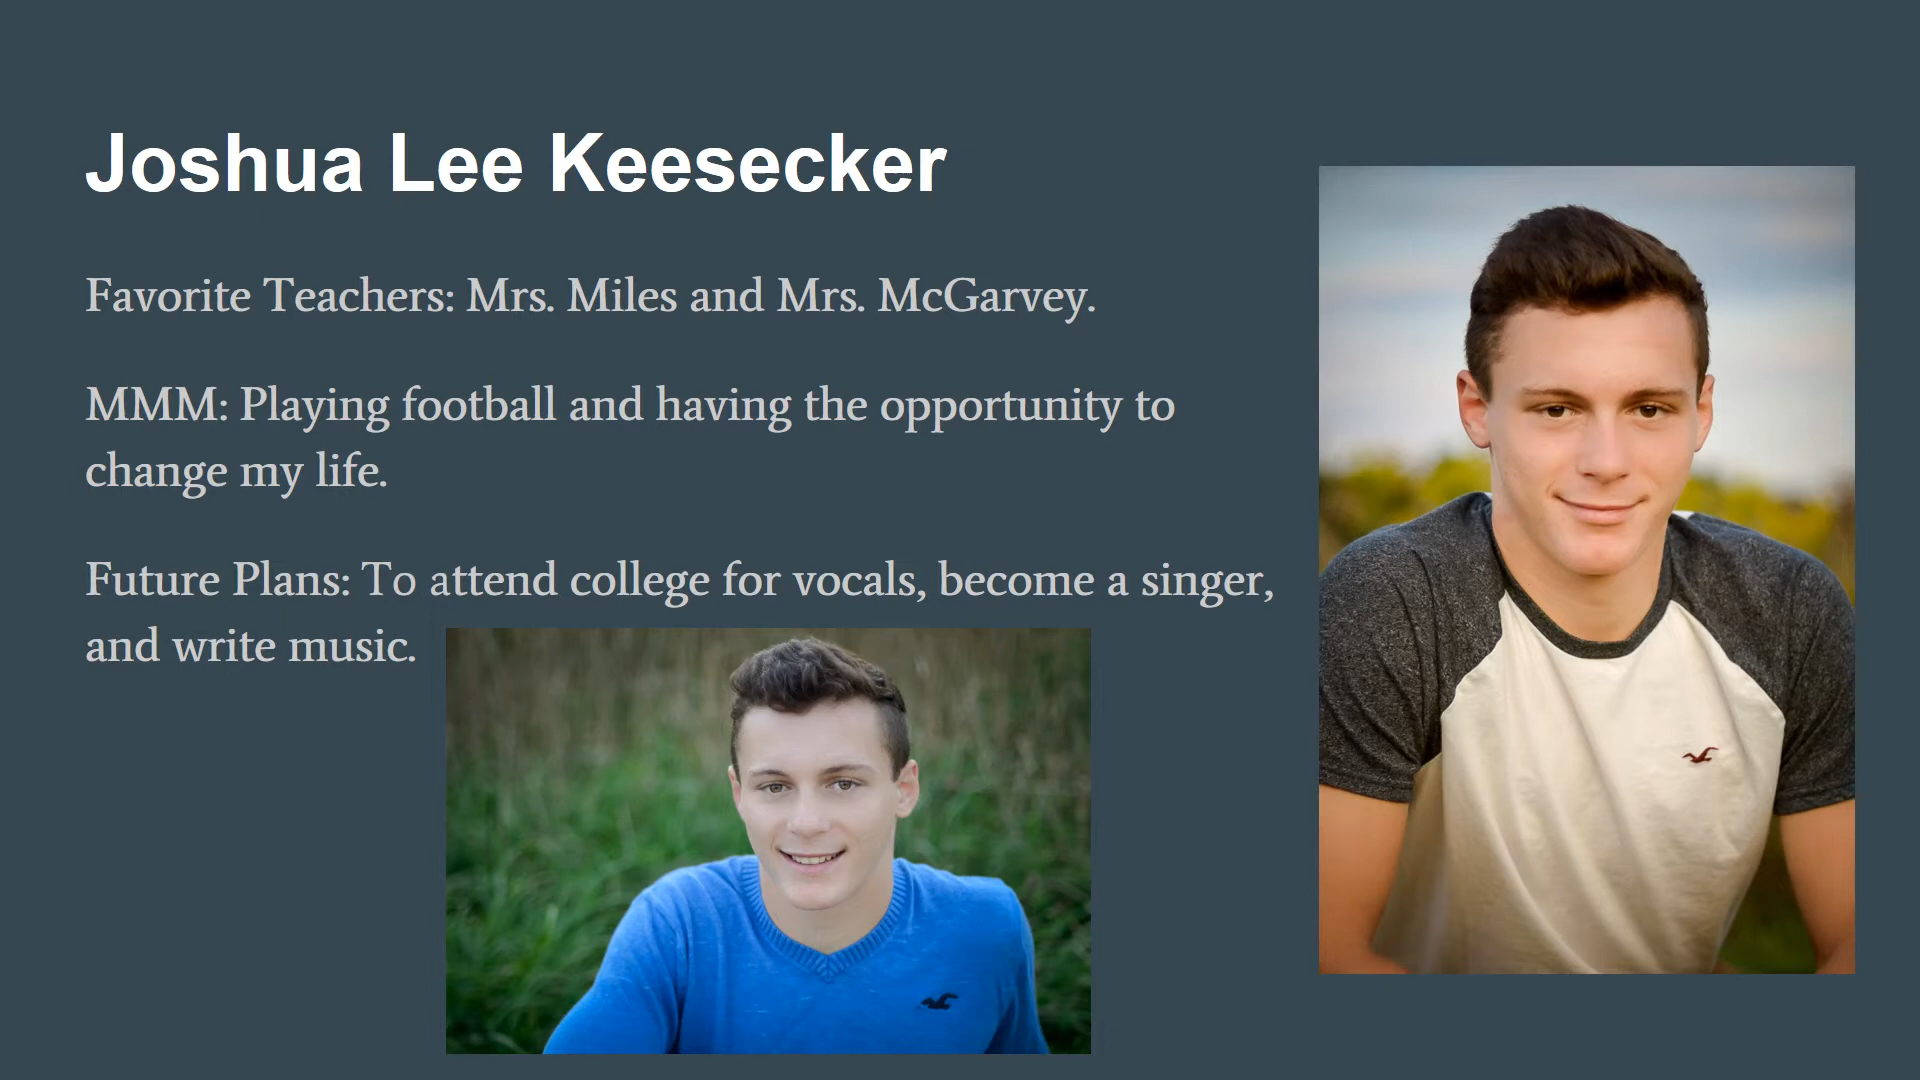 Joshua Lee Keesecker
Favorite Teachers: Mrs. Miles and Mrs. McGarvey.
MMM: Playing football and having the opportunity to
change my life.
Future Plans: To attend college for vocals, become a singer,
and write music.